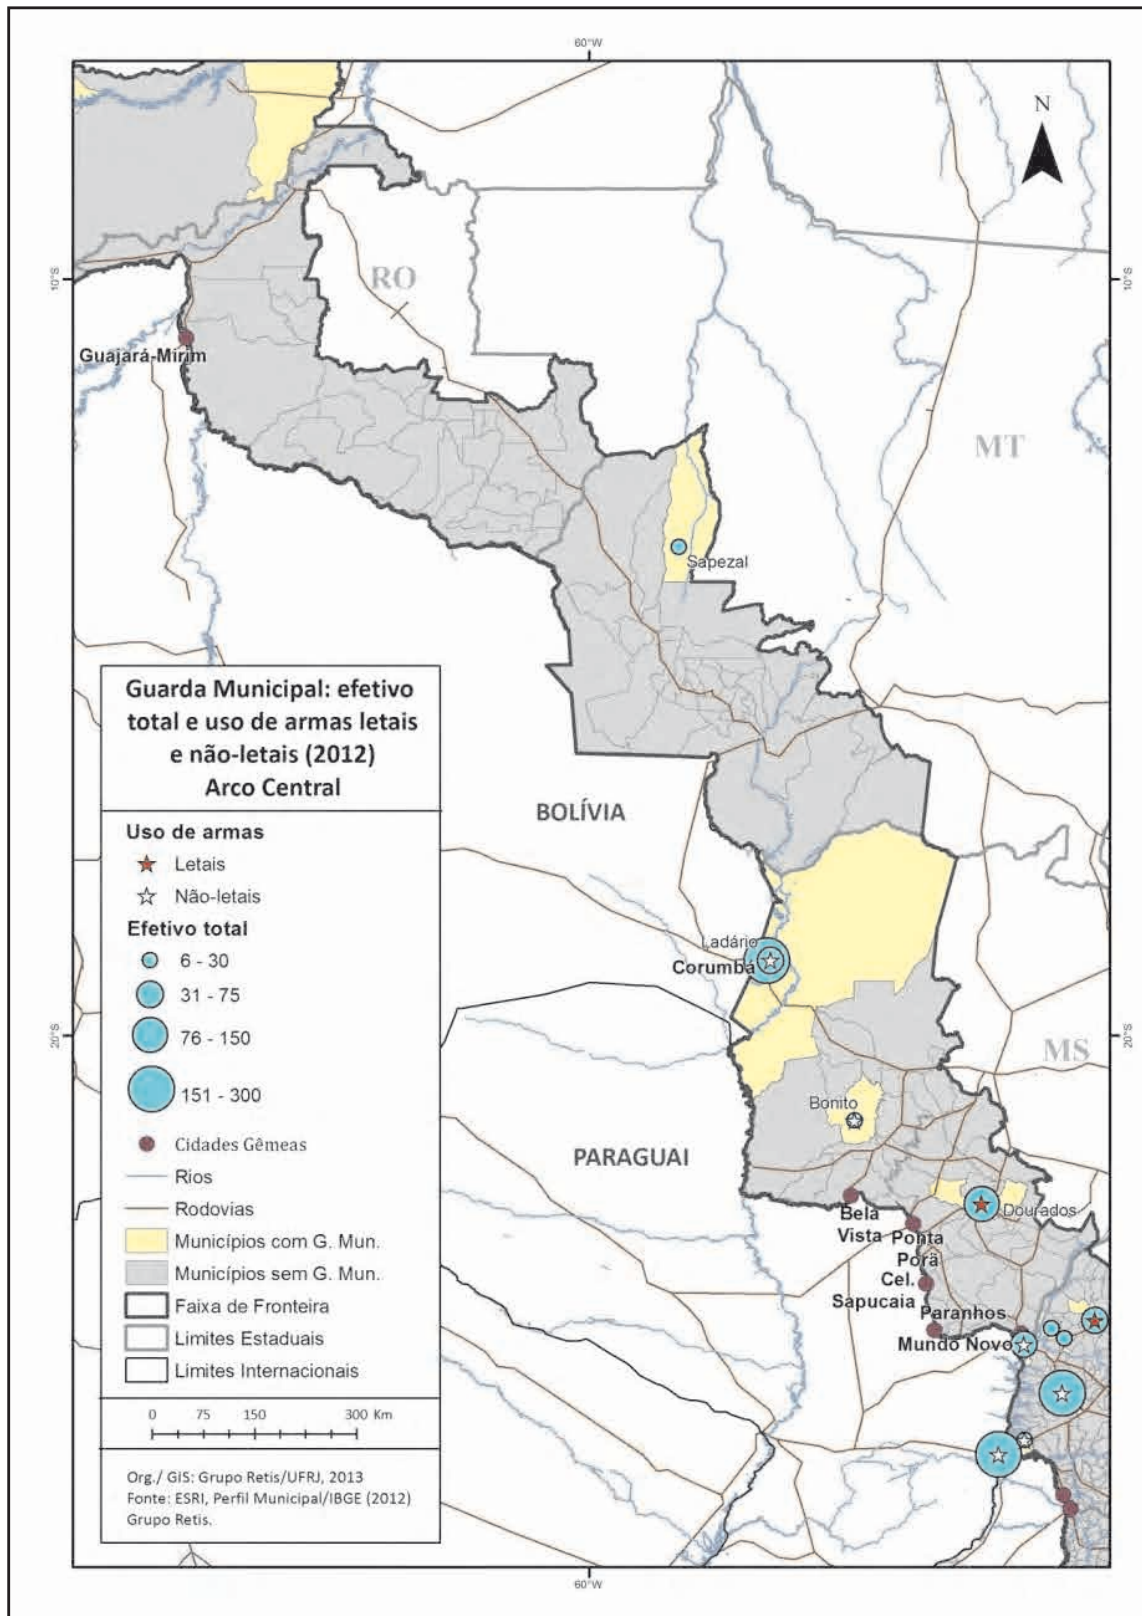 60°W
N
10°S
10°S
RO
Guajará-Mirim
MT
Sapezal
Guarda Municipal: efetivo
total e uso de armas letais
e não-letais (2012)
Arco Central
Uso de armas
Letais
Não-letais
Efetivo total
6 - 30
31 - 75
76 - 150
151 - 300
Cidades Gêmeas
Rios
Rodovias
Municípios com G. Mun.
Municípios sem G. Mun.
Faixa de Fronteira
Limites Estaduais
Limites Internacionais
0 75 150 300 Km
Org./ GIS: Grupo Retis/UFRJ, 2013
Fonte: ESRI, Perfil Municipal/IBGE (2012)
Grupo Retis.
BOLÍVIA
Ladário
Corumbá
20°S
20°S
MS
Bonito
PARAGUAI
Bela
Vista
Dourados
Ponta
Porã
Cel.
Sapucaia
Paranhos
Mundo Novo
60°W